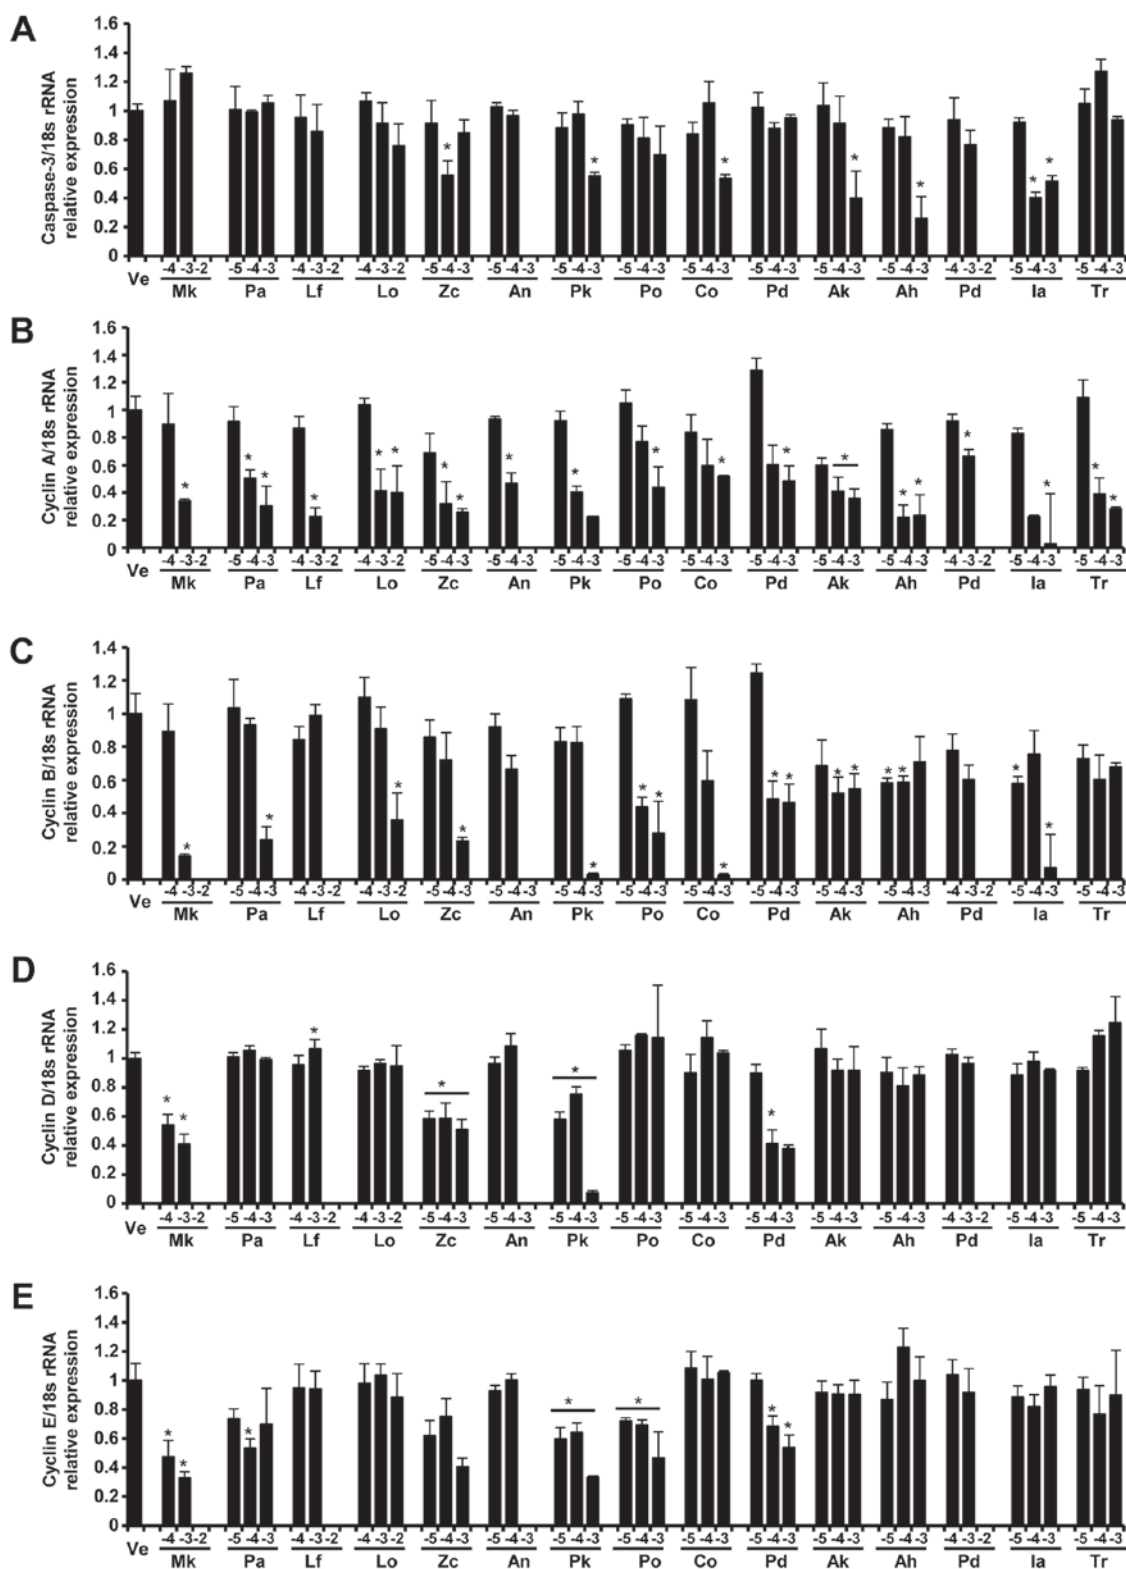 A
Caspase-3/18s rRNA
relative expression
1.6
1.4
1.2
1
0.8
0.6
0.4
0.2
0
* * * * * * *
Ve
-4 -3 -2 -5 -4 -3 -4 -3 -2 -4 -3 -2 -5 -4 -3 -5 -4 -3 -5 -4 -3 -5 -4 -3 -5 -4 -3 -5 -4 -3 -5 -4 -3 -5 -4 -3 -4 -3 -2 -5 -4 -3 -5 -4 -3
Mk Pa Lf Lo Zc An Pk Po Co Pd Ak Ah Pd Ia Tr
B
Cyclin A/18s rRNA
relative expression
1.6
1.4
1.2
1
0.8
0.6
0.4
0.2
0
* * * * * * * * * * * * * * * * * * * * *
Ve
-4 -3 -2 -5 -4 -3 -4 -3 -2 -4 -3 -2 -5 -4 -3 -5 -4 -3 -5 -4 -3 -5 -4 -3 -5 -4 -3 -5 -4 -3 -5 -4 -3 -5 -4 -3 -4 -3 -2 -5 -4 -3 -5 -4 -3
Mk Pa Lf Lo Zc An Pk Po Co Pd Ak Ah Pd Ia Tr
C
Cyclin B/18s rRNA
relative expression
1.4
1.2
1
0.8
0.6
0.4
0.2
0
* * * * * * * * * * * * * * * *
Ve
-4 -3 -2 -5 -4 -3 -4 -3 -2 -4 -3 -2 -5 -4 -3 -5 -4 -3 -5 -4 -3 -5 -4 -3 -5 -4 -3 -5 -4 -3 -5 -4 -3 -5 -4 -3 -4 -3 -2 -5 -4 -3 -5 -4 -3
Mk Pa Lf Lo Zc An Pk Po Co Pd Ak Ah Pd Ia Tr
D
Cyclin D/18s rRNA
relative expression
1.6
1.4
1.2
1
0.8
0.6
0.4
0.2
0
* * * * * *
Ve
-4 -3 -2 -5 -4 -3 -4 -3 -2 -4 -3 -2 -5 -4 -3 -5 -4 -3 -5 -4 -3 -5 -4 -3 -5 -4 -3 -5 -4 -3 -5 -4 -3 -5 -4 -3 -4 -3 -2 -5 -4 -3 -5 -4 -3
Mk Pa Lf Lo Zc An Pk Po Co Pd Ak Ah Pd Ia Tr
E
Cyclin E/18s rRNA
relative expression
1.6
1.4
1.2
1
0.8
0.6
0.4
0.2
0
* * * * * * *
Ve
-4 -3 -2 -5 -4 -3 -4 -3 -2 -4 -3 -2 -5 -4 -3 -5 -4 -3 -5 -4 -3 -5 -4 -3 -5 -4 -3 -5 -4 -3 -5 -4 -3 -5 -4 -3 -4 -3 -2 -5 -4 -3 -5 -4 -3
Mk Pa Lf Lo Zc An Pk Po Co Pd Ak Ah Pd Ia Tr